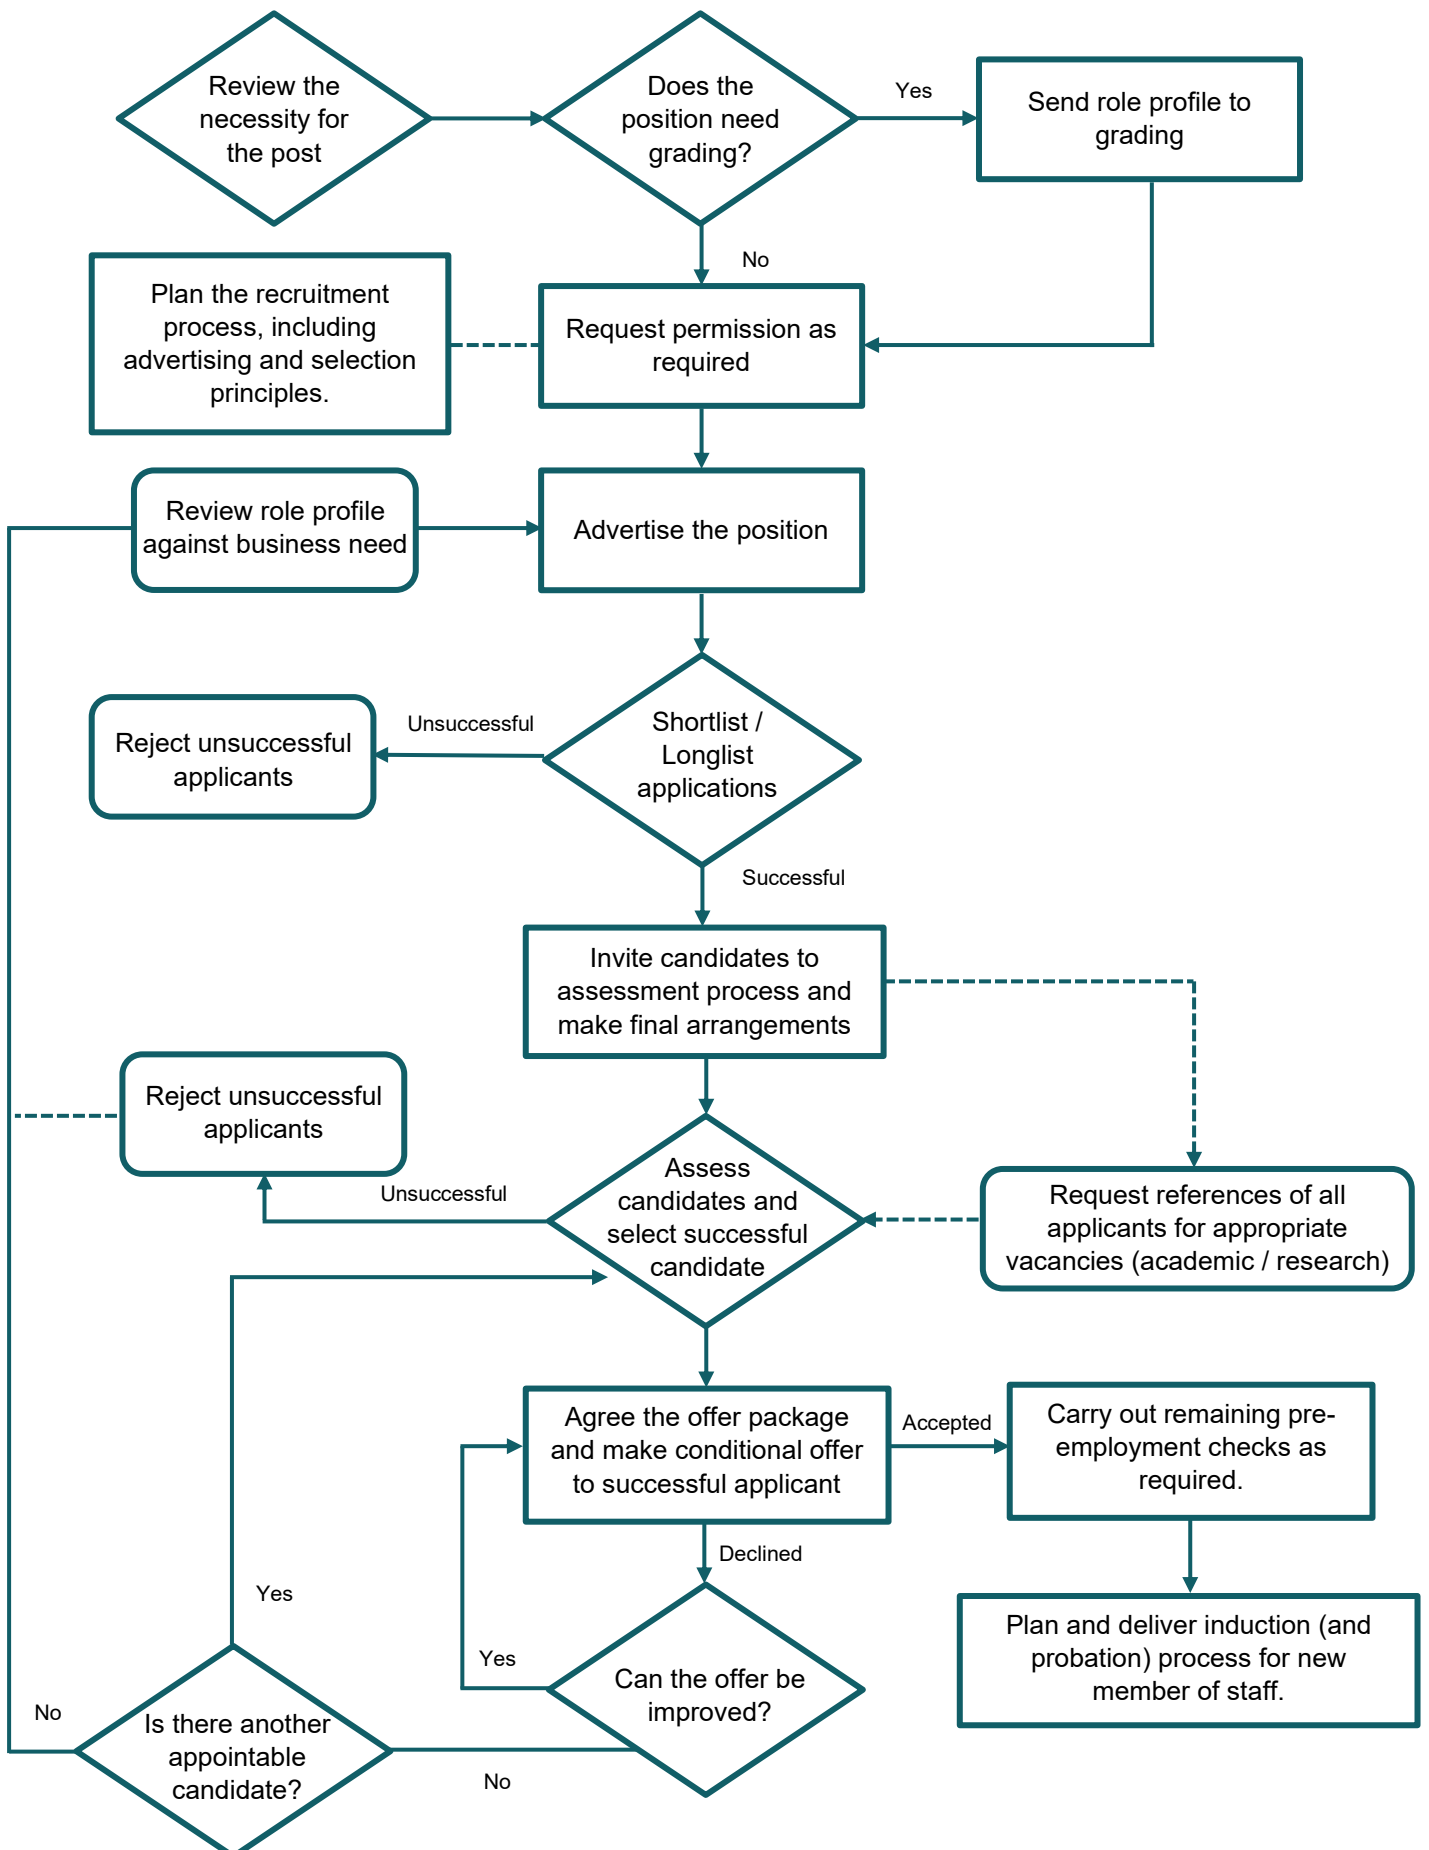 Review the
necessity for
the post
Does the
position need
grading?
Yes
Send role profile to
grading
No
Plan the recruitment
process, including
advertising and selection
principles.
Request permission as
required
Review role profile
against business need
Advertise the position
Unsuccessful
Shortlist /
Longlist
applications
Reject unsuccessful
applicants
Successful
Invite candidates to
assessment process and
make final arrangements
Reject unsuccessful
applicants
Unsuccessful
Assess
candidates and
select successful
candidate
Request references of all
applicants for appropriate
vacancies (academic / research)
Agree the offer package
and make conditional offer
to successful applicant
Accepted
Carry out remaining pre-
employment checks as
required.
Declined
Yes
Yes
Can the offer be
improved?
Plan and deliver induction (and
probation) process for new
member of staff.
No
Is there another
appointable
candidate?
No